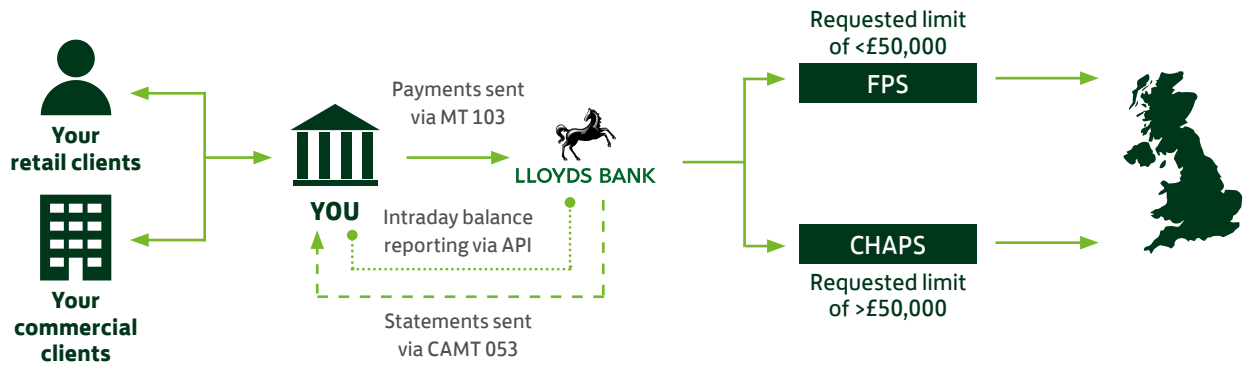 Your
retail clients
Your
commercial
clients
YOU
Payments sent
via MT 103
LLOYDS BANK
Intraday balance
reporting via API
Statements sent
via CAMT 053
Requested limit
of <£50,000
FPS
CHAPS
Requested limit
of >£50,000